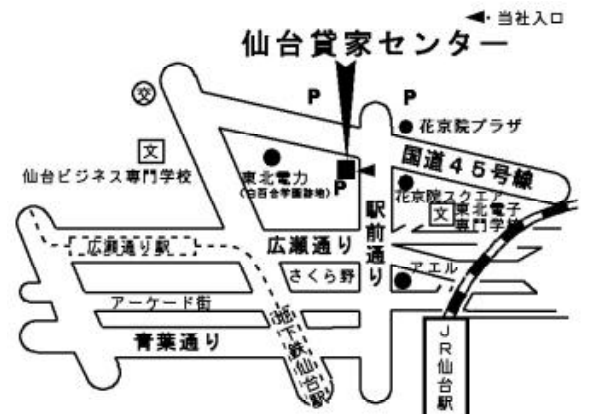 ◀・当社入口
仙台貸家センター
P
P
交
花京院プラザ
文
国道45号線
仙台ビジネス専門学校
東北電力
(白百合学園跡地)
P
花京院スクエア
文
東北電子
専門学校
駅前通り
広瀬通り駅
広瀬通り
アエル
さくら野
アーケード街
青葉通り
地下鉄仙台駅
JR仙台駅